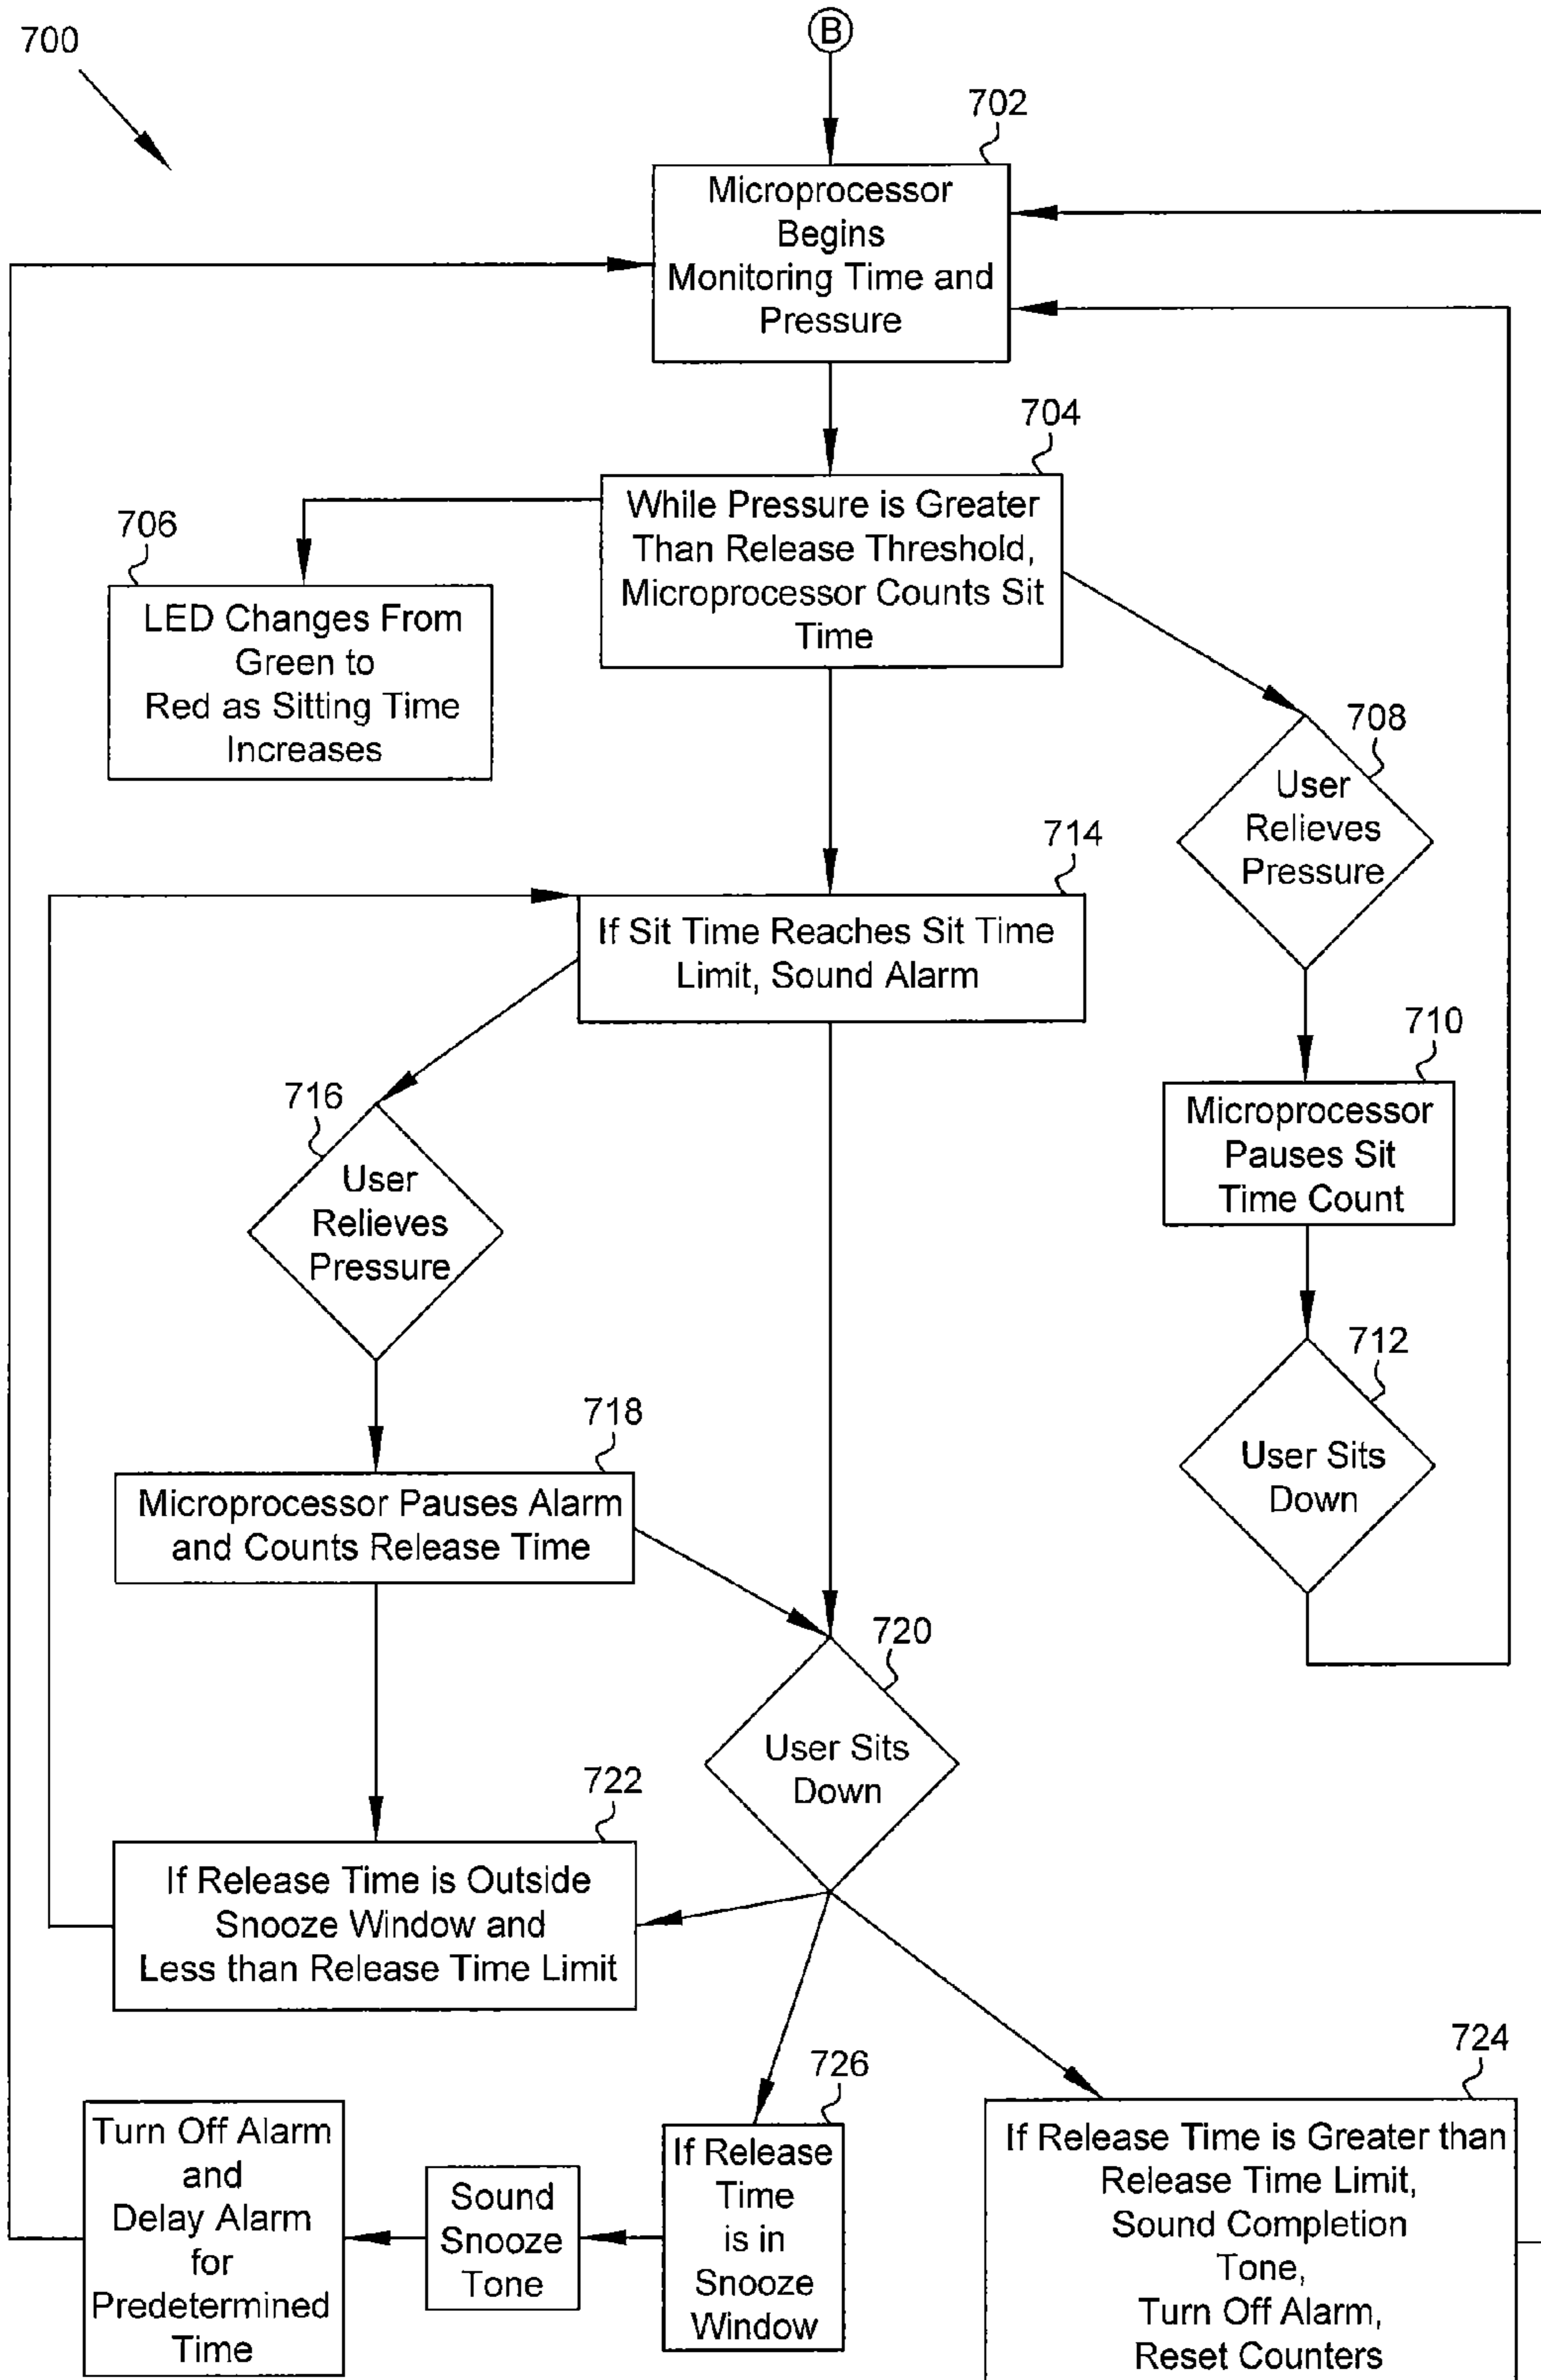 700
B
702
Microprocessor
Begins
Monitoring Time and
Pressure
704
While Pressure is Greater
Than Release Threshold,
Microprocessor Counts Sit
Time
706
LED Changes From
Green to
Red as Sitting Time
Increases
708
User
Relieves
Pressure
714
If Sit Time Reaches Sit Time
Limit, Sound Alarm
710
Microprocessor
Pauses Sit
Time Count
716
User
Relieves
Pressure
712
User Sits
Down
718
Microprocessor Pauses Alarm
and Counts Release Time
720
User Sits
Down
722
If Release Time is Outside
Snooze Window and
Less than Release Time Limit
726
If Release
Time
is in
Snooze
Window
Sound
Snooze
Tone
Turn Off Alarm
and
Delay Alarm
for
Predetermined
Time
724
If Release Time is Greater than
Release Time Limit,
Sound Completion
Tone,
Turn Off Alarm,
Reset Counters